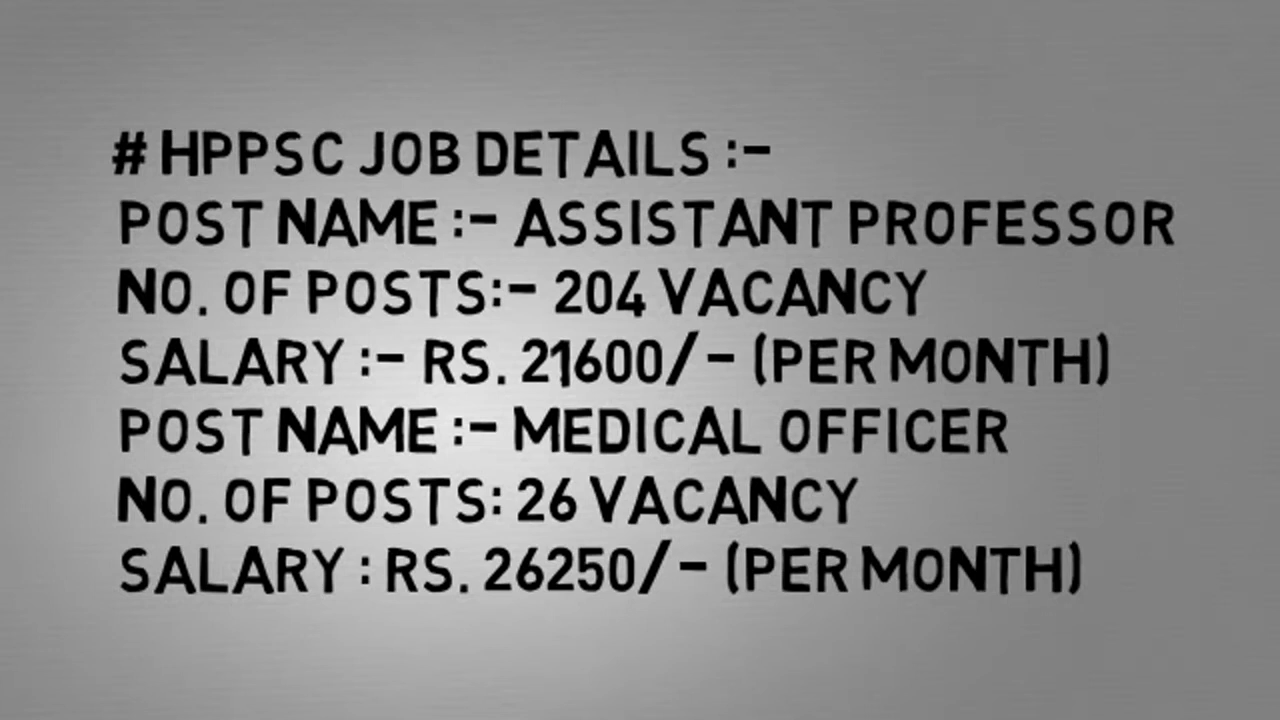 # HPPSC JOB DETAILS :-
POST NAME :- ASSISTANT PROFESSOR
NO. OF POSTS:- 204 VACANCY
SALARY :- RS. 21600/- (PER MONTH)
POST NAME :- MEDICAL OFFICER
NO. OF POSTS: 26 VACANCY
SALARY : RS. 26250/- (PER MONTH)